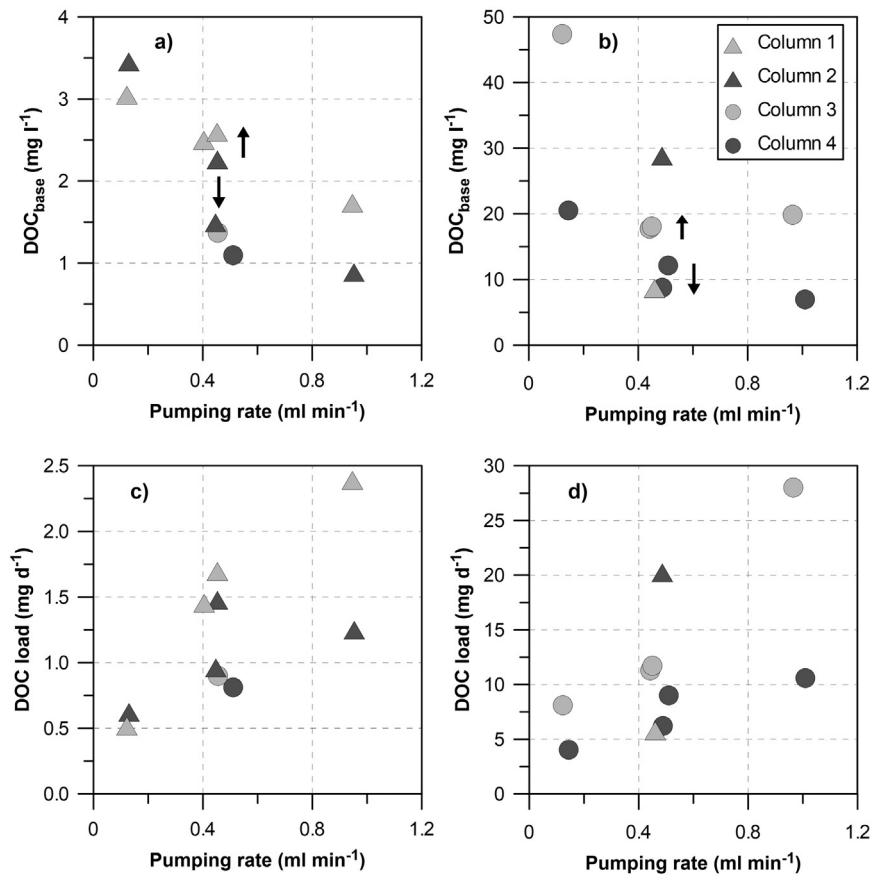 a)
4
3
2
1
0
DOCbase (mg l-1)
0 0.4 0.8 1.2
Pumping rate (ml min-1)
b)
50
40
30
20
10
0
DOCbase (mg l-1)
0 0.4 0.8 1.2
Pumping rate (ml min-1)
Column 1
Column 2
Column 3
Column 4
c)
2.5
2.0
1.5
1.0
0.5
0.0
DOC load (mg d-1)
0 0.4 0.8 1.2
Pumping rate (ml min-1)
d)
30
25
20
15
10
5
0
DOC load (mg d-1)
0 0.4 0.8 1.2
Pumping rate (ml min-1)